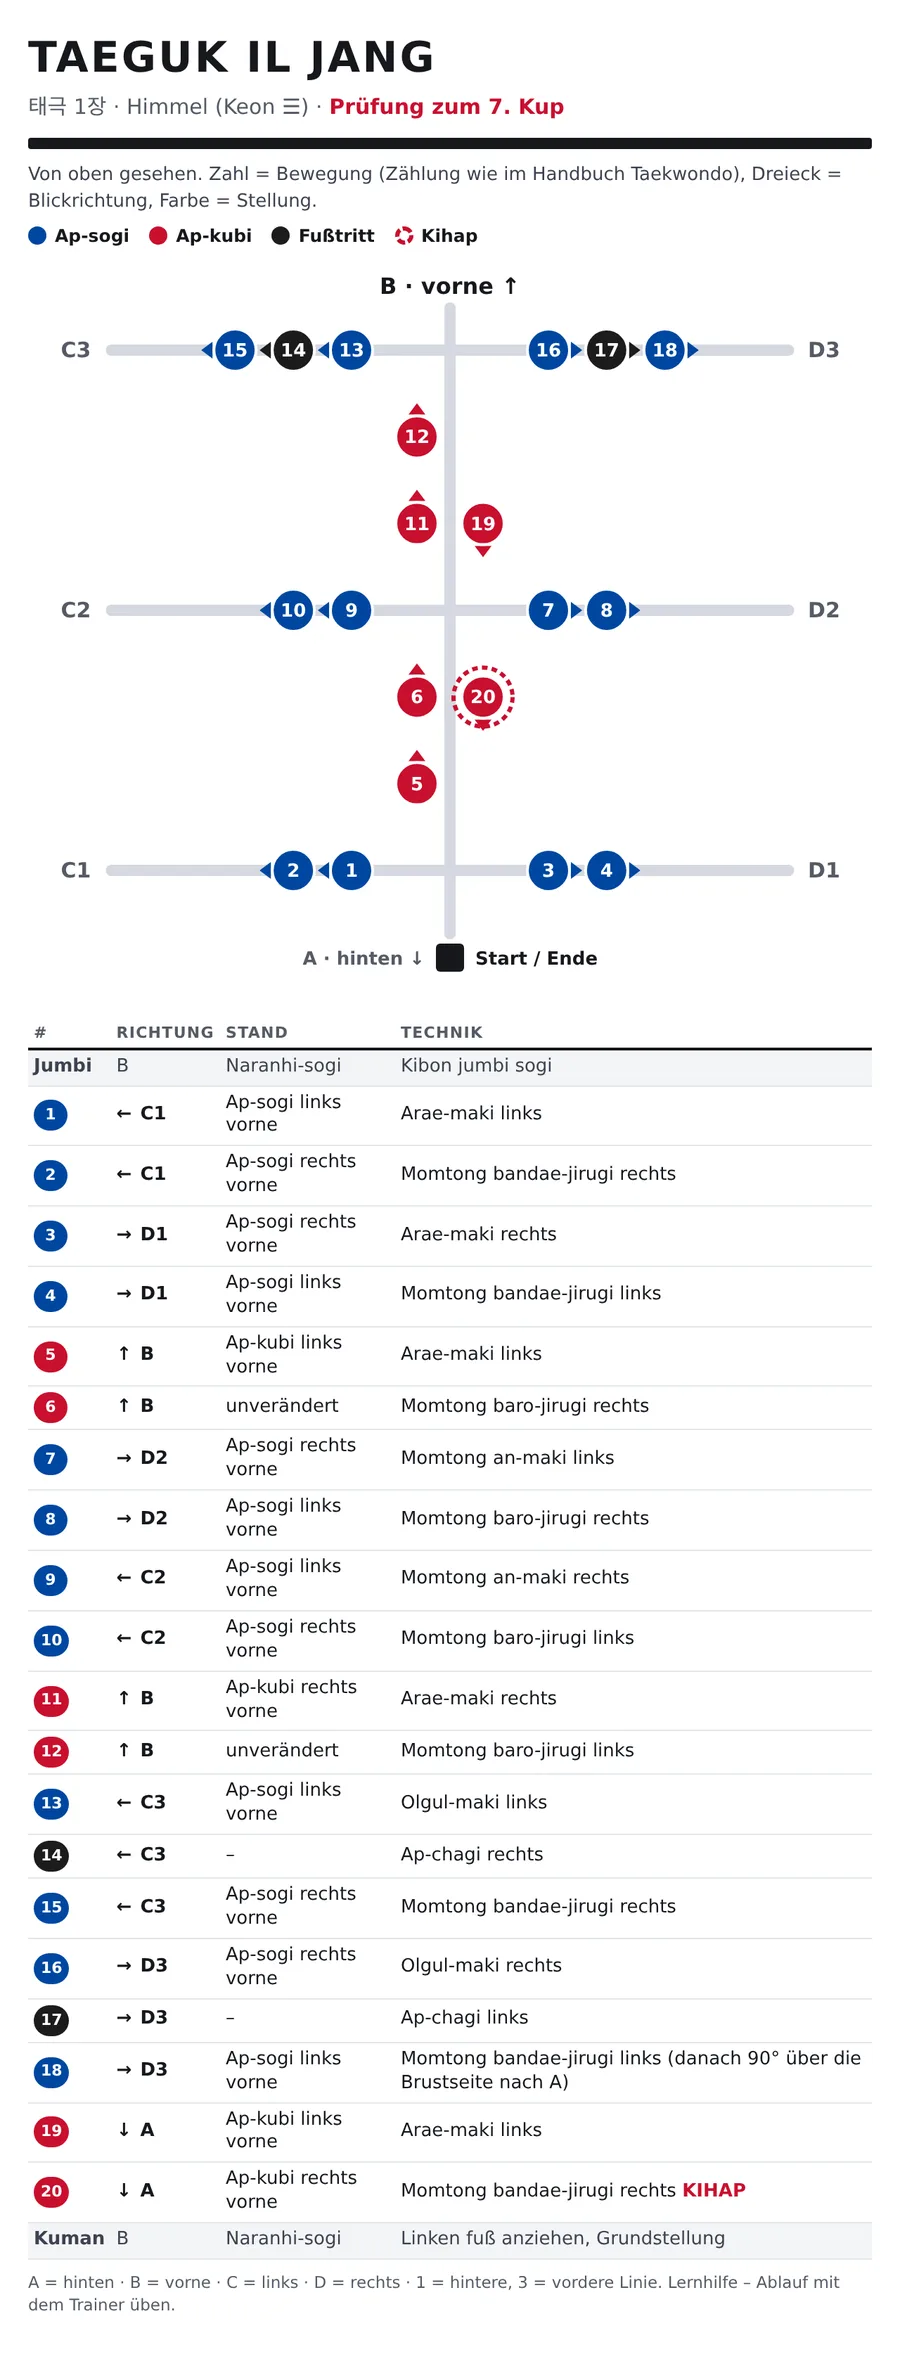 TAEGUK IL JANG
태극 1장 · Himmel (Keon ☰) · Prüfung zum 7. Kup
Von oben gesehen. Zahl = Bewegung (Zählung wie im Handbuch Taekwondo), Dreieck =
Blickrichtung, Farbe = Stellung.
Ap-sogi Ap-kubi Fußtritt Kihap
B · vorne ↑
C3 15 14 13 16 17 18 D3
12
11 19
C2 10 9 7 8 D2
6 20
5
C1 2 1 3 4 D1
A · hinten ↓ Start / Ende
# RICHTUNG STAND TECHNIK
Jumbi B Naranhi-sogi Kibon jumbi sogi
1 ← C1 Ap-sogi links vorne Arae-maki links
2 ← C1 Ap-sogi rechts vorne Momtong bandae-jirugi rechts
3 → D1 Ap-sogi rechts vorne Arae-maki rechts
4 → D1 Ap-sogi links vorne Momtong bandae-jirugi links
5 ↑ B Ap-kubi links vorne Arae-maki links
6 ↑ B unverändert Momtong baro-jirugi rechts
7 → D2 Ap-sogi rechts vorne Momtong an-maki links
8 → D2 Ap-sogi links vorne Momtong baro-jirugi rechts
9 ← C2 Ap-sogi links vorne Momtong an-maki rechts
10 ← C2 Ap-sogi rechts vorne Momtong baro-jirugi links
11 ↑ B Ap-kubi rechts vorne Arae-maki rechts
12 ↑ B unverändert Momtong baro-jirugi links
13 ← C3 Ap-sogi links vorne Olgul-maki links
14 ← C3 – Ap-chagi rechts
15 ← C3 Ap-sogi rechts vorne Momtong bandae-jirugi rechts
16 → D3 Ap-sogi rechts vorne Olgul-maki rechts
17 → D3 – Ap-chagi links
18 → D3 Ap-sogi links vorne Momtong bandae-jirugi links (danach 90° über die Brustseite nach A)
19 ↓ A Ap-kubi links vorne Arae-maki links
20 ↓ A Ap-kubi rechts vorne Momtong bandae-jirugi rechts KIHAP
Kuman B Naranhi-sogi Linken fuß anziehen, Grundstellung
A = hinten · B = vorne · C = links · D = rechts · 1 = hintere, 3 = vordere Linie. Lernhilfe – Ablauf mit
dem Trainer üben.